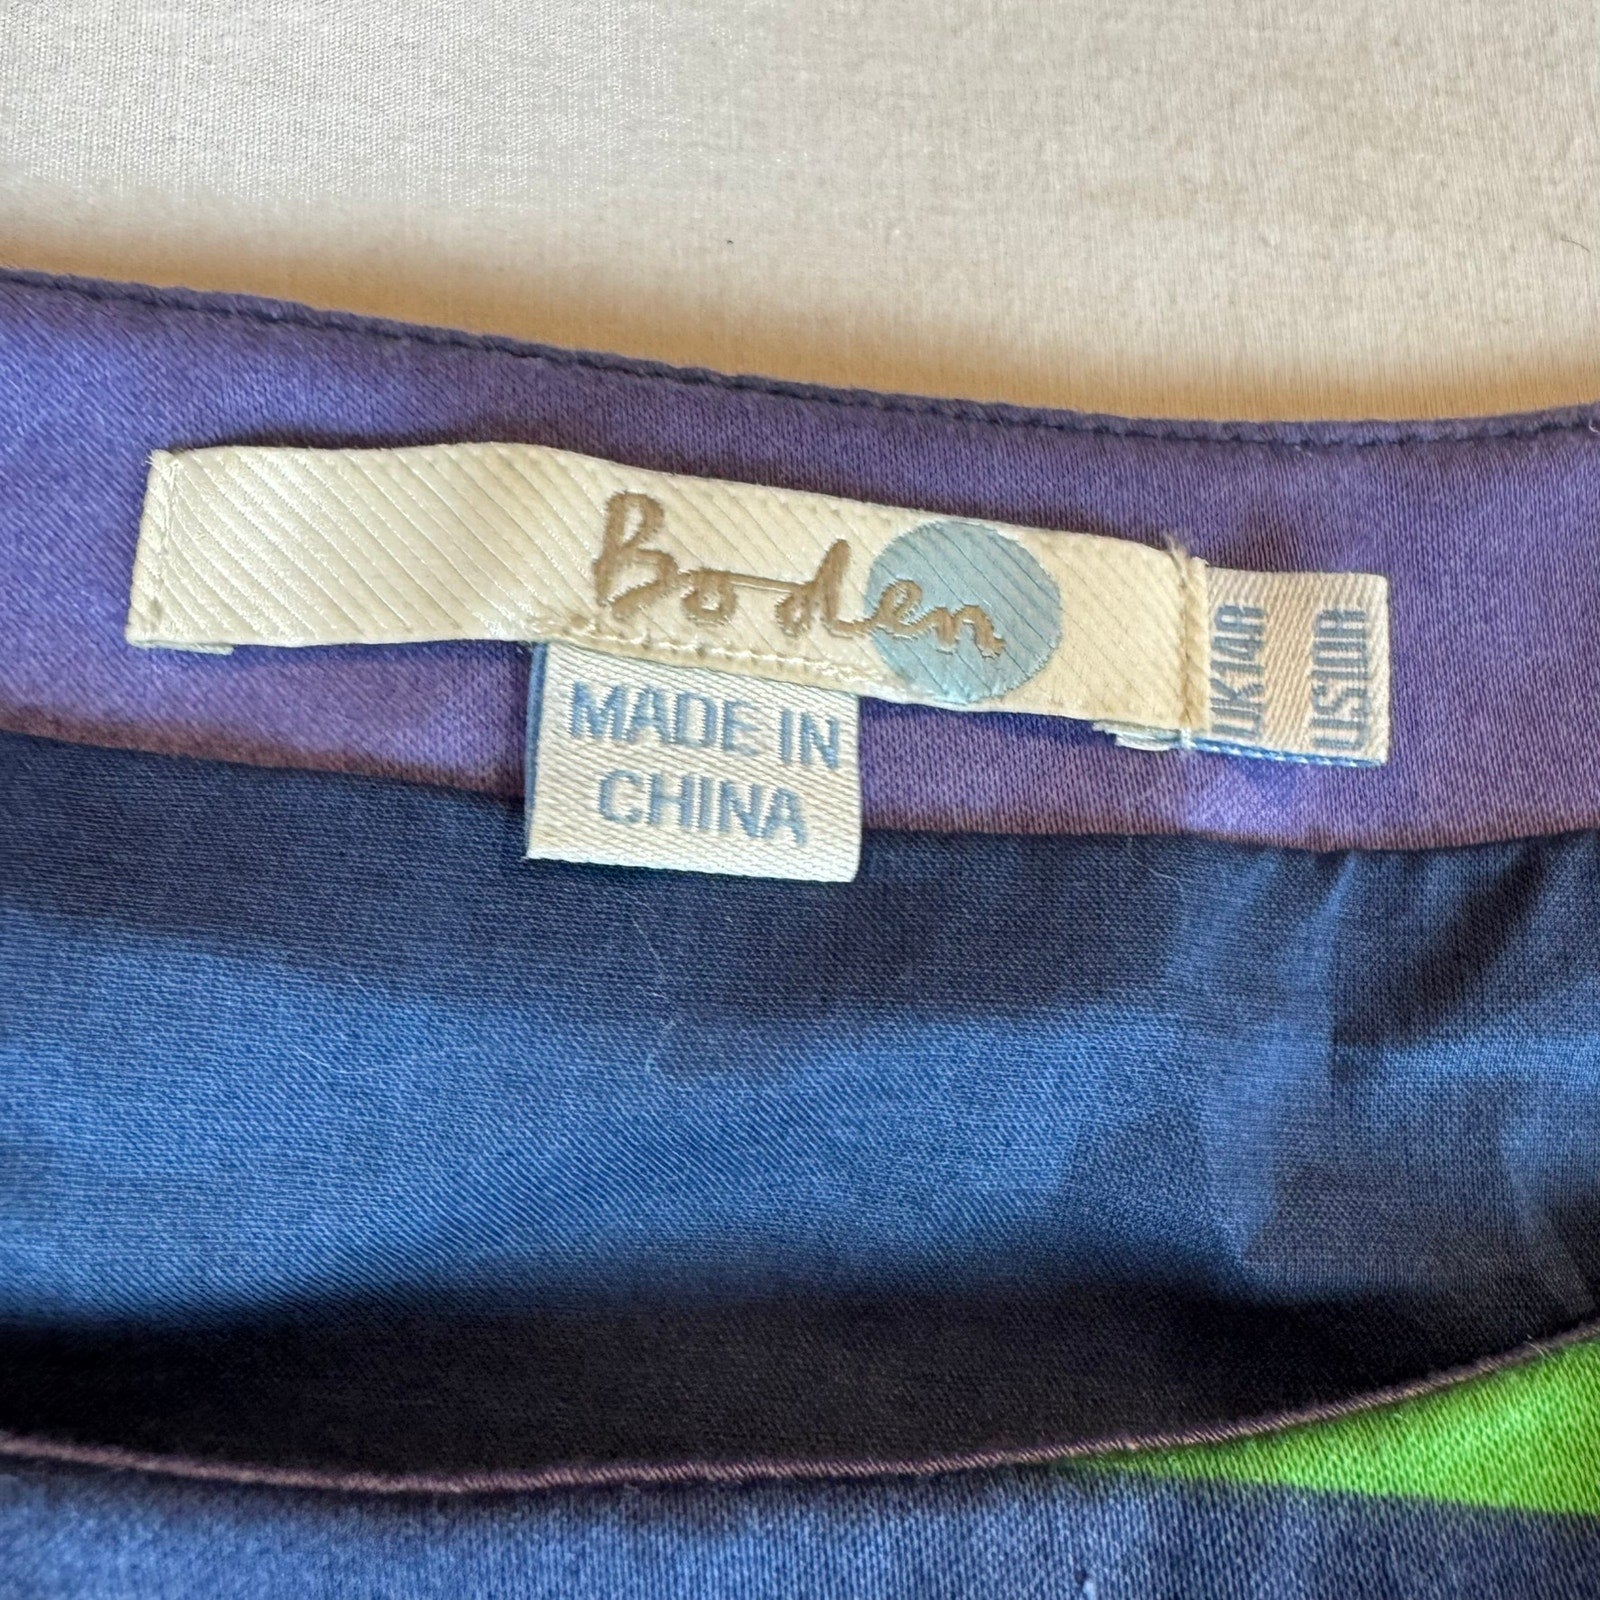 Boden
MADE IN
CHINA
UK14R
US10R